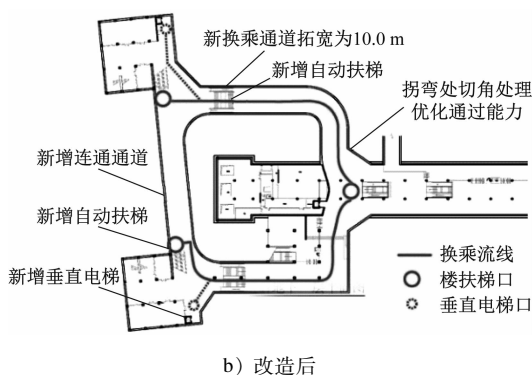 新换乘通道拓宽为10.0 m
新增自动扶梯
拐弯处切角处理
优化通过能力
新增连通通道
新增自动扶梯
新增垂直电梯
换乘流线
楼扶梯口
垂直电梯口
b）改造后